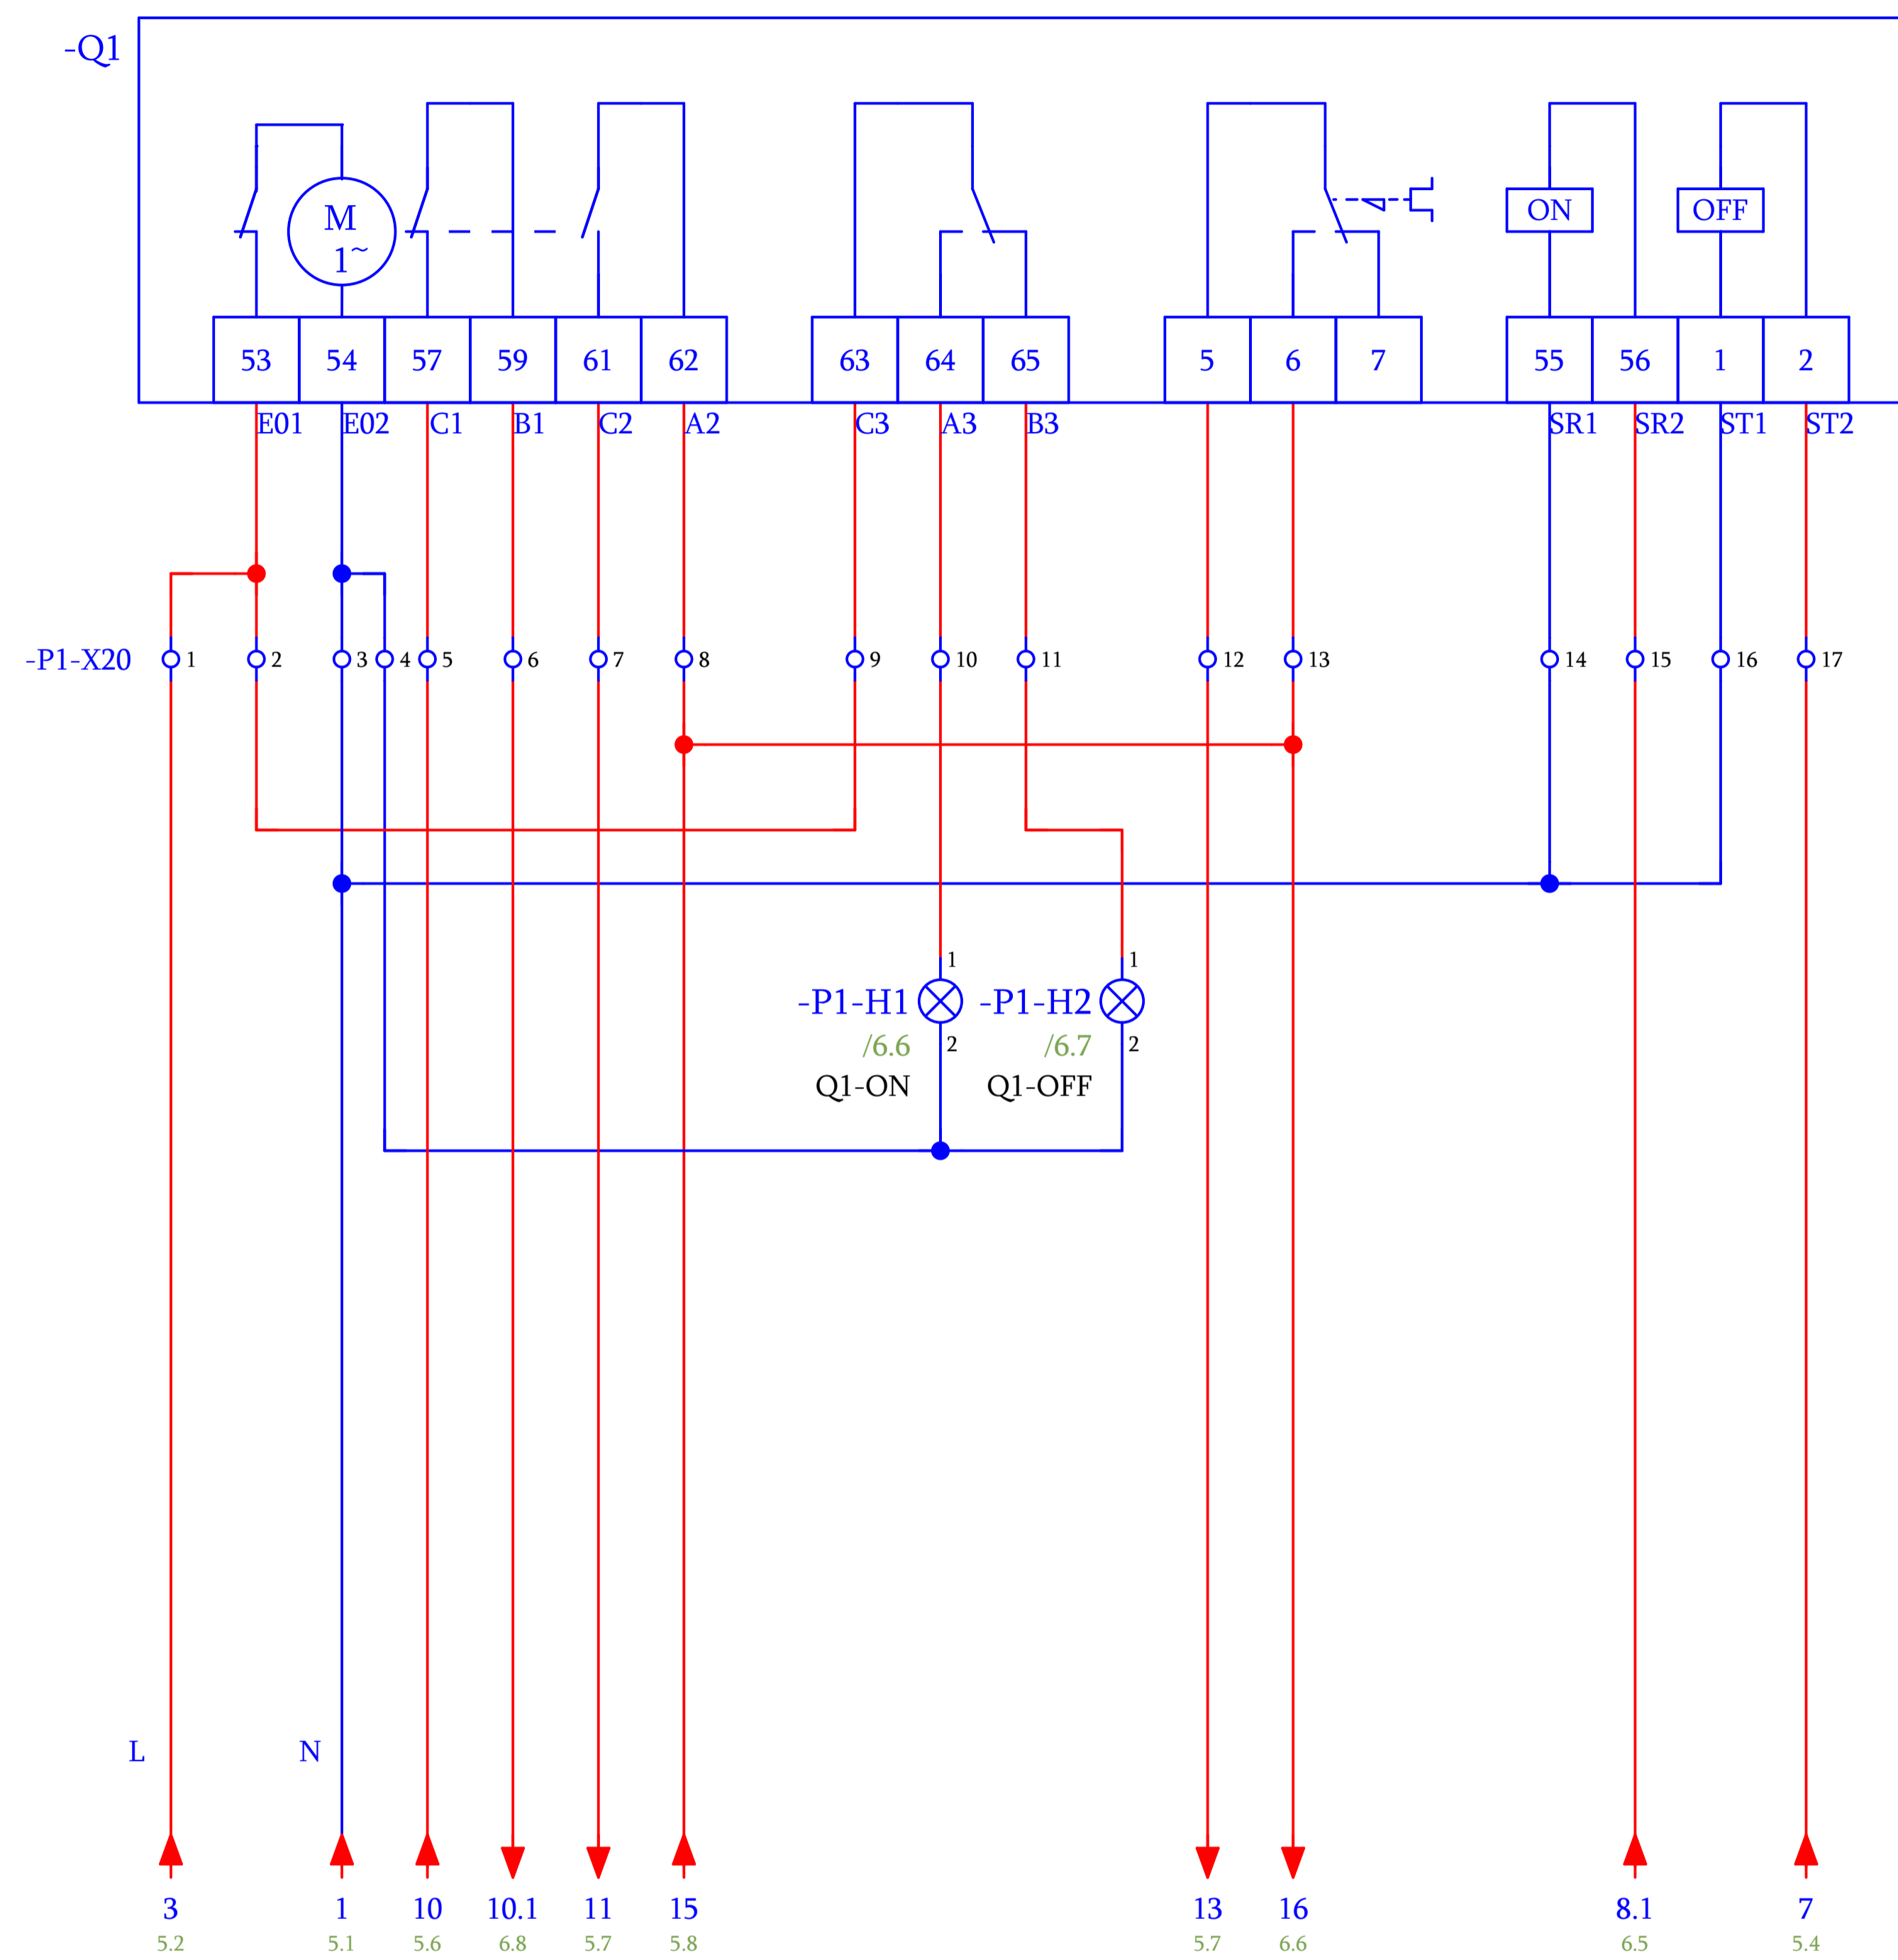 -Q1
M
1~
ON
OFF
53 54 57 59 61 62 63 64 65 5 6 7 55 56 1 2
E01 E02 C1 B1 C2 A2 C3 A3 B3 SR1 SR2 ST1 ST2
-P1-X20 1 2 3 4 5 6 7 8 9 10 11 12 13 14 15 16 17
1 1
-P1-H1 -P1-H2
/6.6 2 /6.7 2
Q1-ON Q1-OFF
L N
3 1 10 10.1 11 15 13 16 8.1 7
5.2 5.1 5.6 6.8 5.7 5.8 5.7 6.6 6.5 5.4